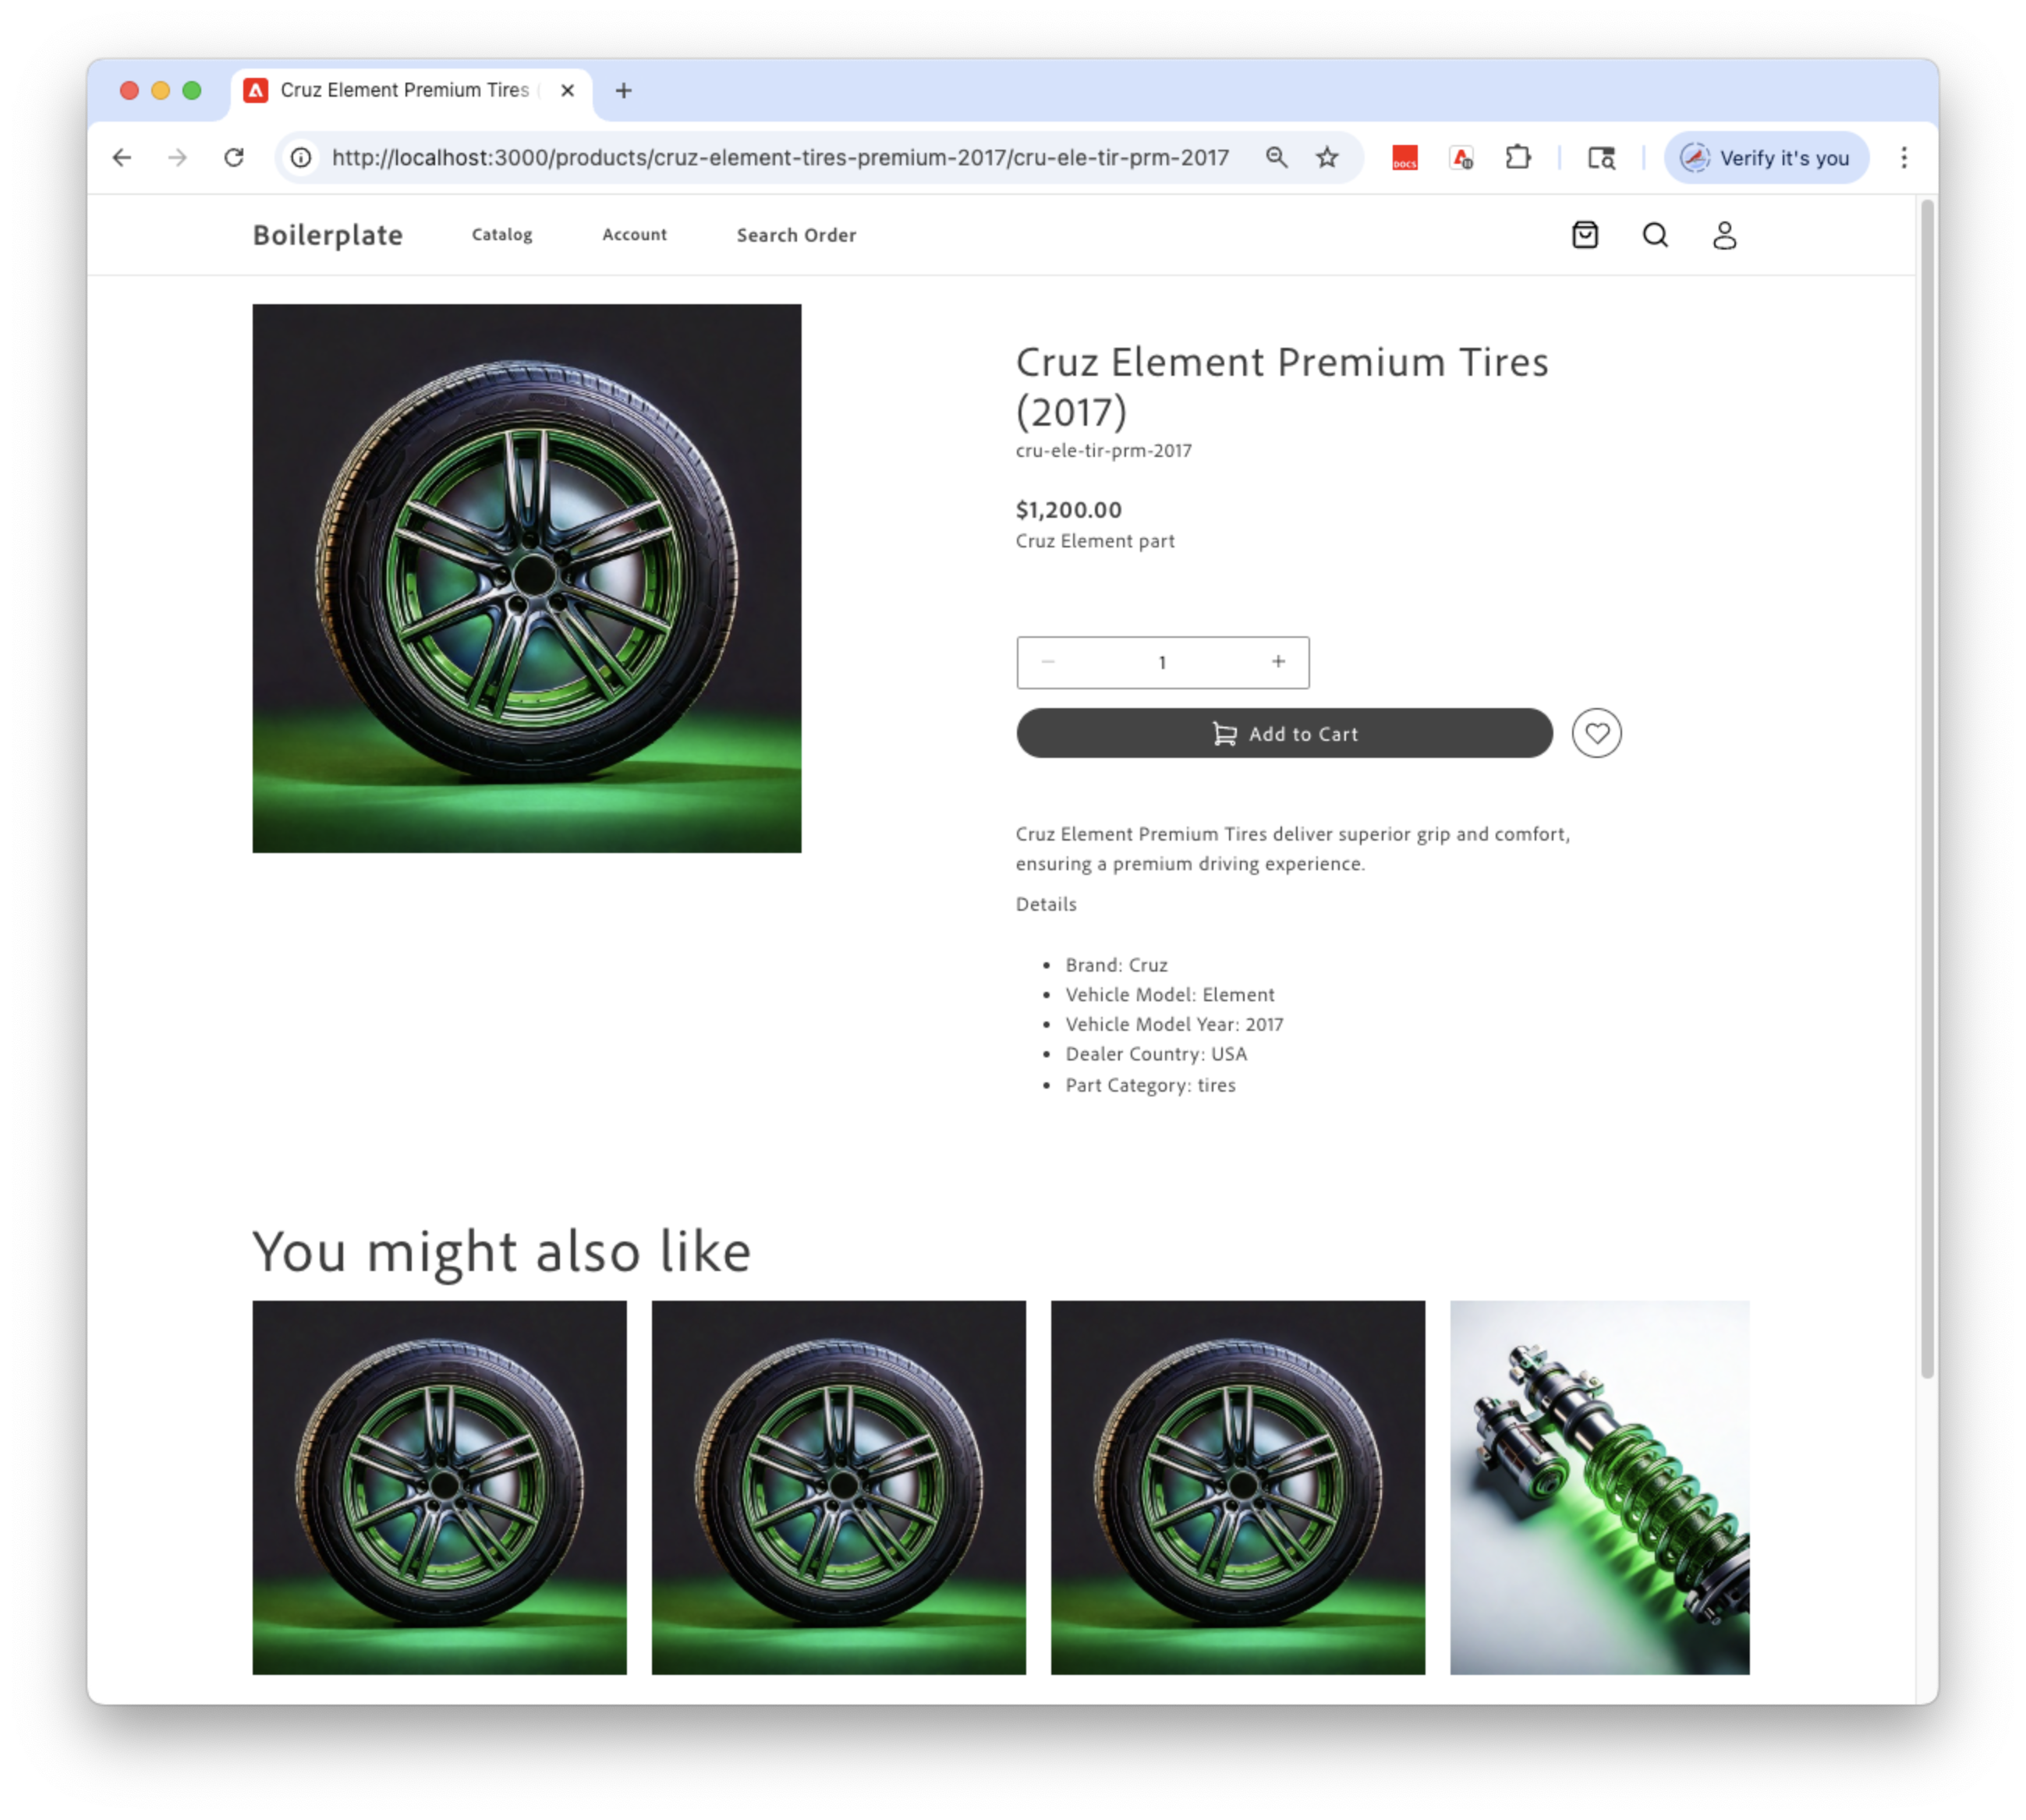 Cruz Element Premium Tires (
http://localhost:3000/products/cruz-element-tires-premium-2017/cru-ele-tir-prm-2017
DOCS
Verify it's you
Boilerplate
Catalog
Account
Search Order
Cruz Element Premium Tires
(2017)
cru-ele-tir-prm-2017
$1,200.00
Cruz Element part
1
Add to Cart
Cruz Element Premium Tires deliver superior grip and comfort,
ensuring a premium driving experience.
Details
Brand: Cruz
Vehicle Model: Element
Vehicle Model Year: 2017
Dealer Country: USA
Part Category: tires
You might also like